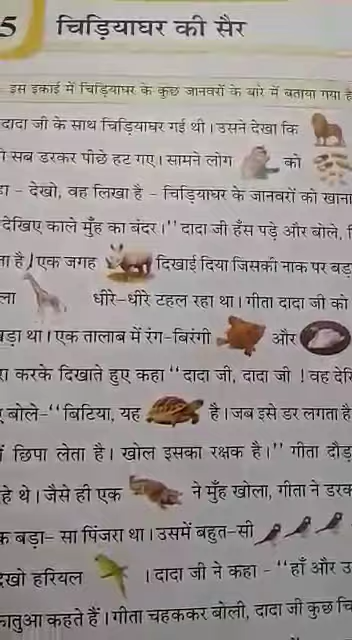 5 चिड़ियाघर की सैर
इस इकाई में चिड़ियाघर के कुछ जानवरों के बारे में बताया गया है
दादा जी के साथ चिड़ियाघर गई थी। उसने देखा कि
सब डरकर पीछे हट गए। सामने लोग को
देखो, वह लिखा है - चिड़ियाघर के जानवरों को खाना
देखिए काले मुँह का बंदर।'' दादा जी हँस पड़े और बोले,
है। एक जगह दिखाई दिया जिसकी नाक पर बड़
धीरे-धीरे टहल रहा था। गीता दादा जी को
था। एक तालाब में रंग-बिरंगी और
करके दिखाते हुए कहा ''दादा जी, दादा जी ! वह देखि
बोले-''बिटिया, यह है। जब इसे डर लगता है
छिपा लेता है। खोल इसका रक्षक है।'' गीता दौड़
थे। जैसे ही एक ने मुँह खोला, गीता ने डरक
बड़ा- सा पिंजरा था। उसमें बहुत-सी
हरियल । दादा जी ने कहा - ''हाँ और उ
कहते हैं। गीता चहककर बोली, दादा जी कुछ चि